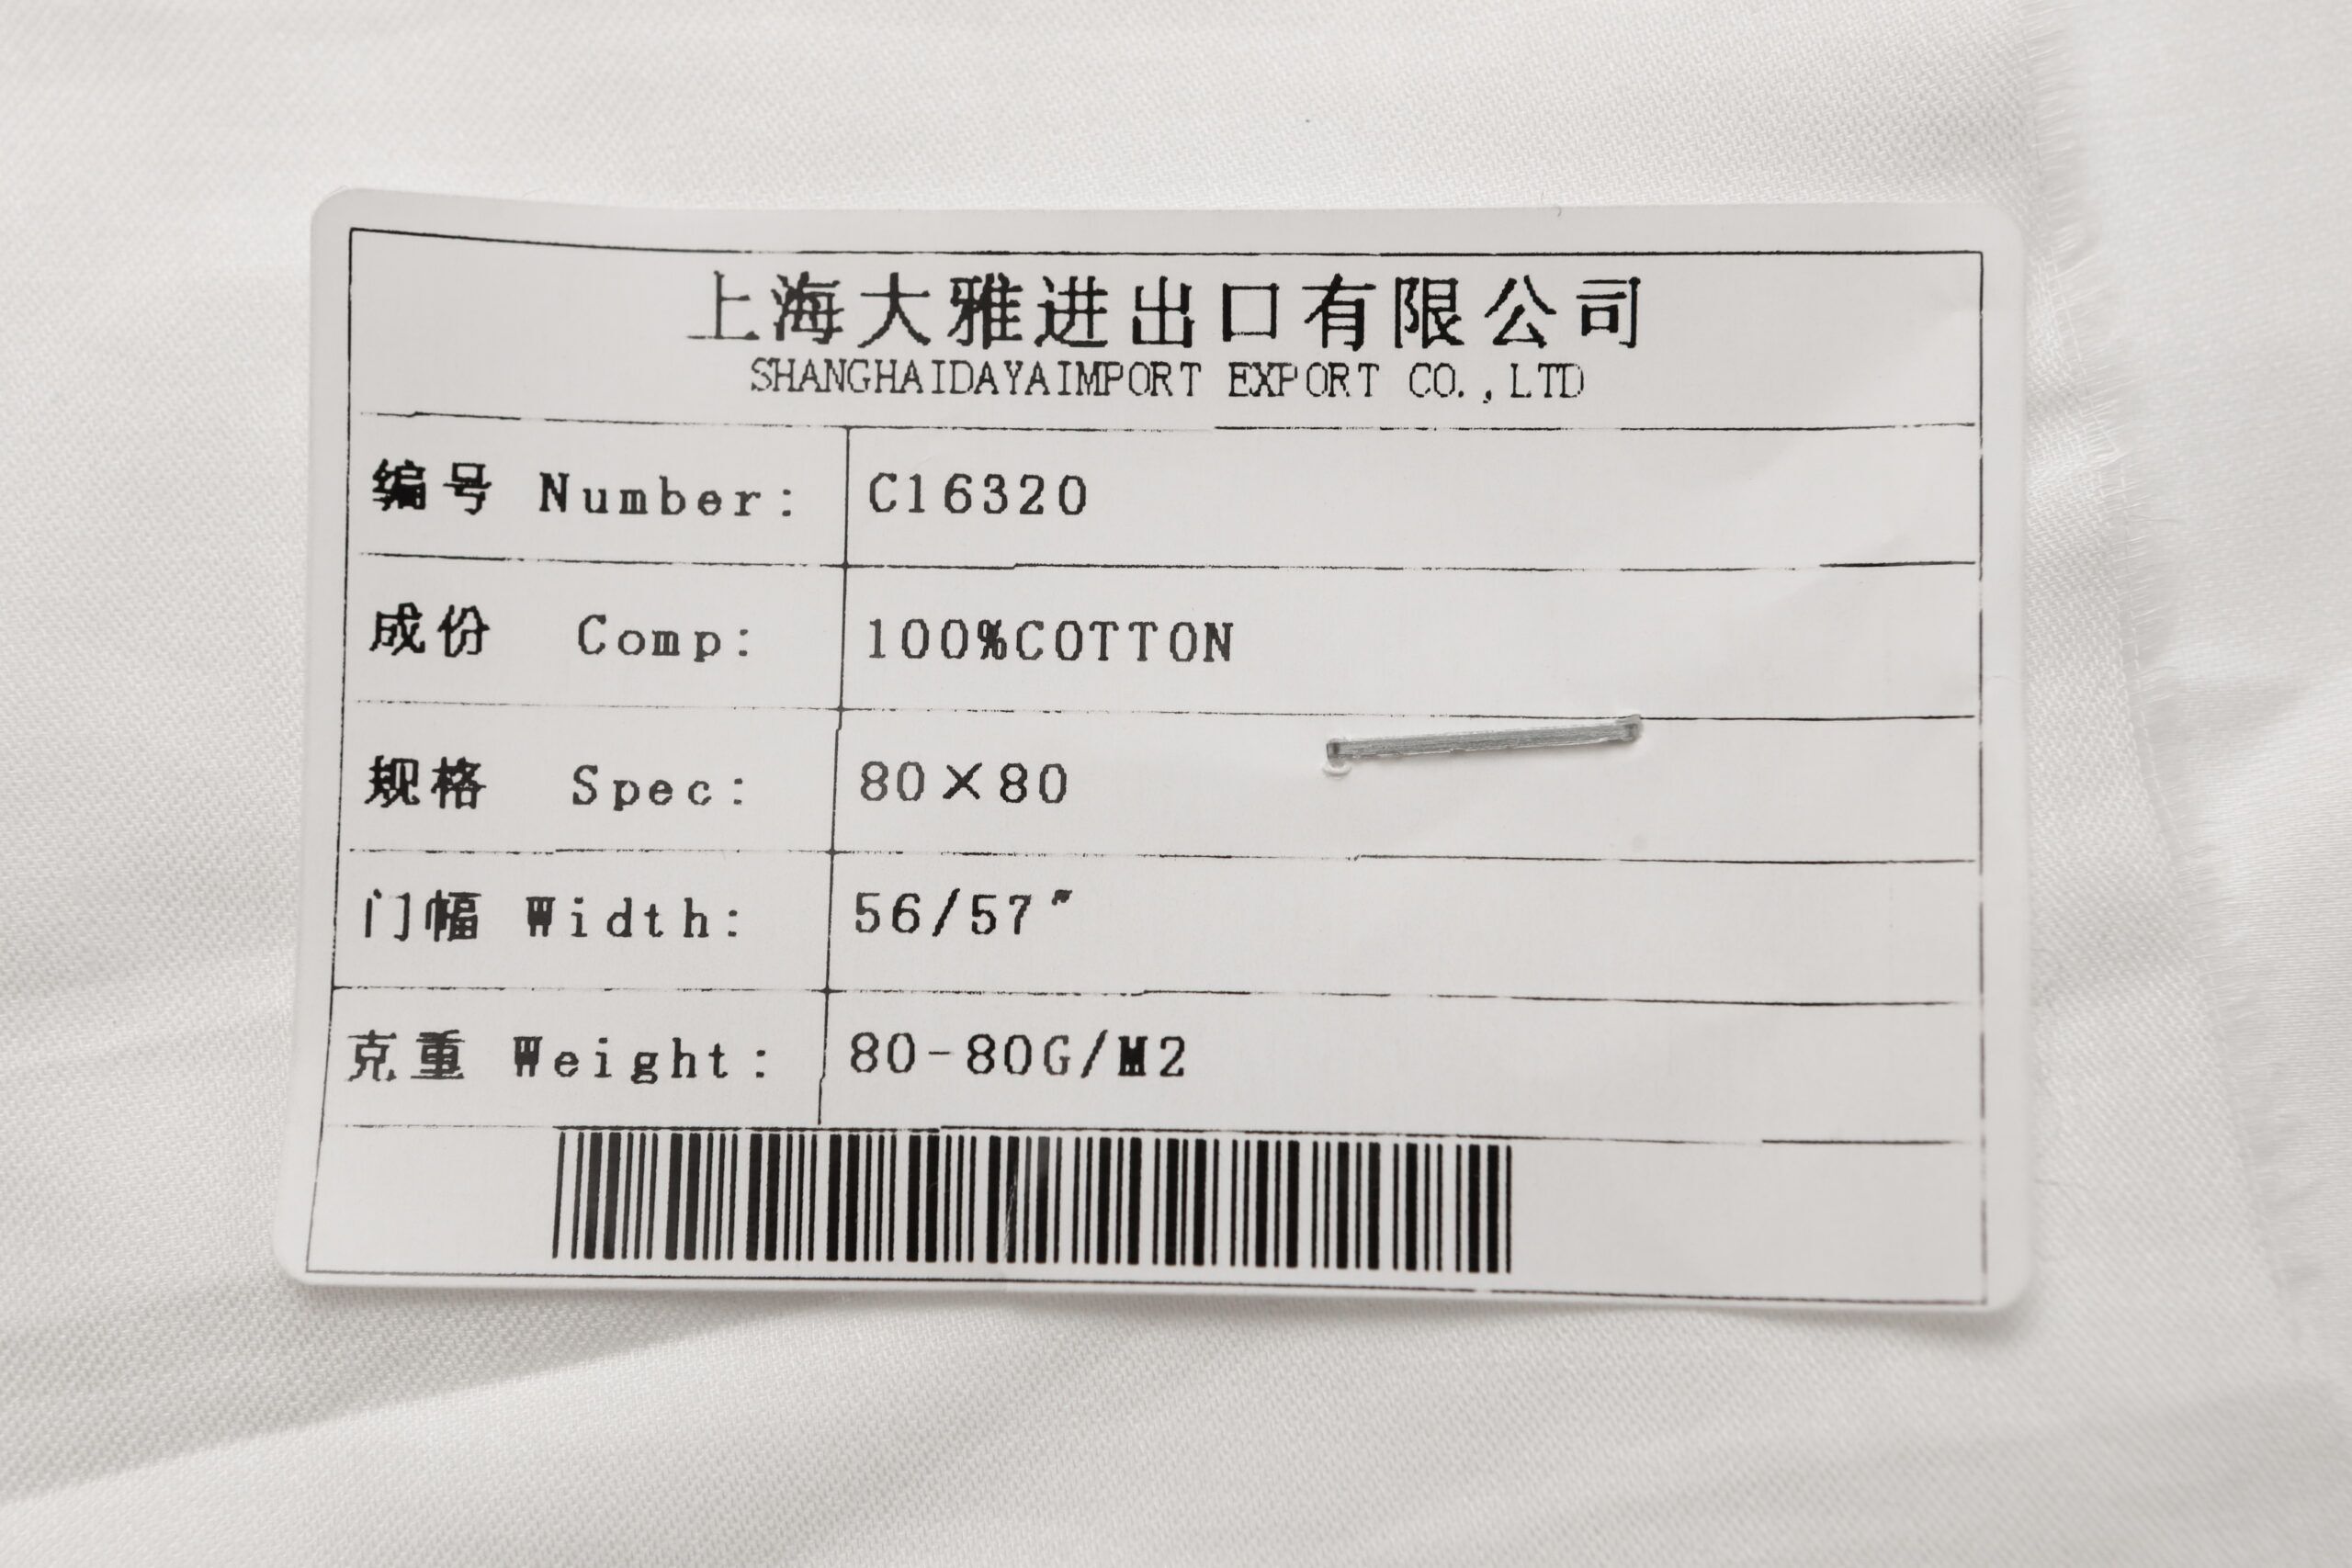 上海大雅进出口有限公司
SHANGHAIDAYAIMPORT EXPORT CO.,LTD
编号 Number: C16320
成份 Comp: 100%COTTON
规格 Spec: 80×80
门幅 Width: 56/57"
克重 Weight: 80-80G/M2